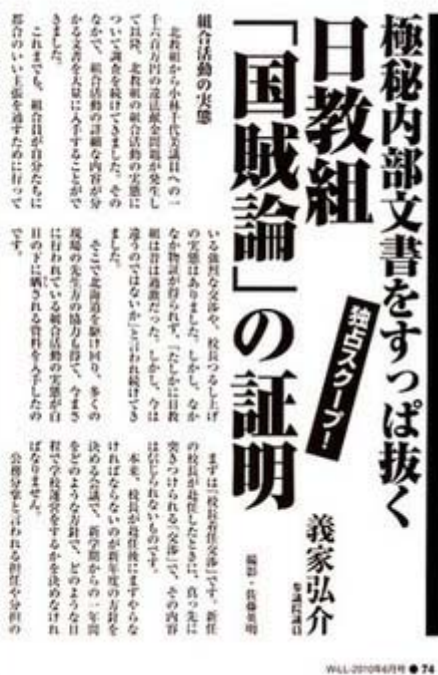 極秘内部文書をすっぱ抜く
日教組
「国賊論」の証明
独占スクープ！
義家弘介
参議院議員
撮影・佐藤英明
組合活動の実態
北教組から小林千代美議員への一
千六百万円の違法献金問題が発生し
て以降、北教組の組合活動の実態に
ついて調査を続けてきました。その
なかで、組合活動の詳細な内容が分
かる文書を大量に入手することがで
きました。
これまでも、組合員が自分たちに
都合のいい主張を通すために行って
いる強烈な交渉や、校長つるし上げ
の実態はありました。しかし、なか
なか物証が得られず、「たしかに日教
組は昔は過激だった。しかし、今は
違うのではないか」と言われ続けてき
ました。
そこで北海道を駆け回り、多くの
現場の先生方の協力も得て、今まさ
に行われている組合活動の実態が白
日の下に晒される資料を入手したの
です。
まずは「校長着任交渉」です。新任
の校長が赴任したときに、真っ先に
突きつけられる「交渉」で、その内容
は信じられないものです。
本来、校長が赴任後にまずやらな
ければならないのが新年度の方針を
決める会議で、新学期からの一年間
をどのような方針で、どのような日
程で学校運営をするかを決めなけれ
ばなりません。
公務分掌と言われる担任や分担の
WiLL-2010年6月号 ● 74